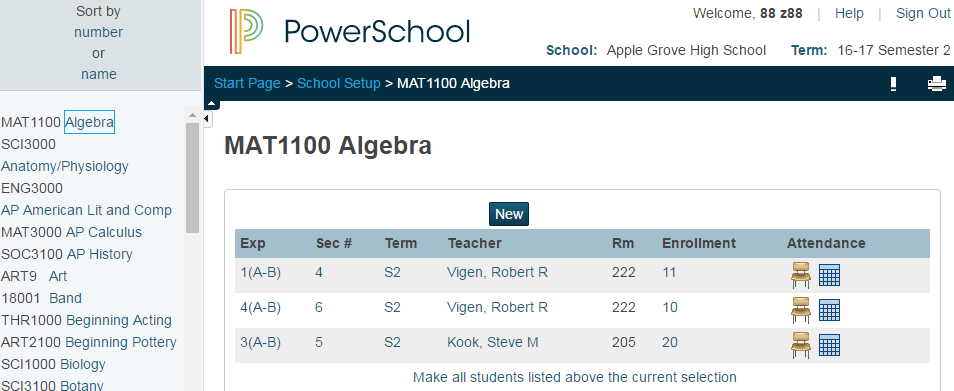 Sort by
number
or
name
MAT1100 Algebra
SCI3000
Anatomy/Physiology
ENG3000
AP American Lit and Comp
MAT3000 AP Calculus
SOC3100 AP History
ART9 Art
18001 Band
THR1000 Beginning Acting
ART2100 Beginning Pottery
SCI1000 Biology
SCI3100 Botany
PowerSchool
Welcome, 88 z88 | Help | Sign Out
School: Apple Grove High School Term: 16-17 Semester 2
Start Page > School Setup > MAT1100 Algebra
MAT1100 Algebra
New
Exp Sec # Term Teacher Rm Enrollment Attendance
1(A-B) 4 S2 Vigen, Robert R 222 11
4(A-B) 6 S2 Vigen, Robert R 222 10
3(A-B) 5 S2 Kook, Steve M 205 20
Make all students listed above the current selection